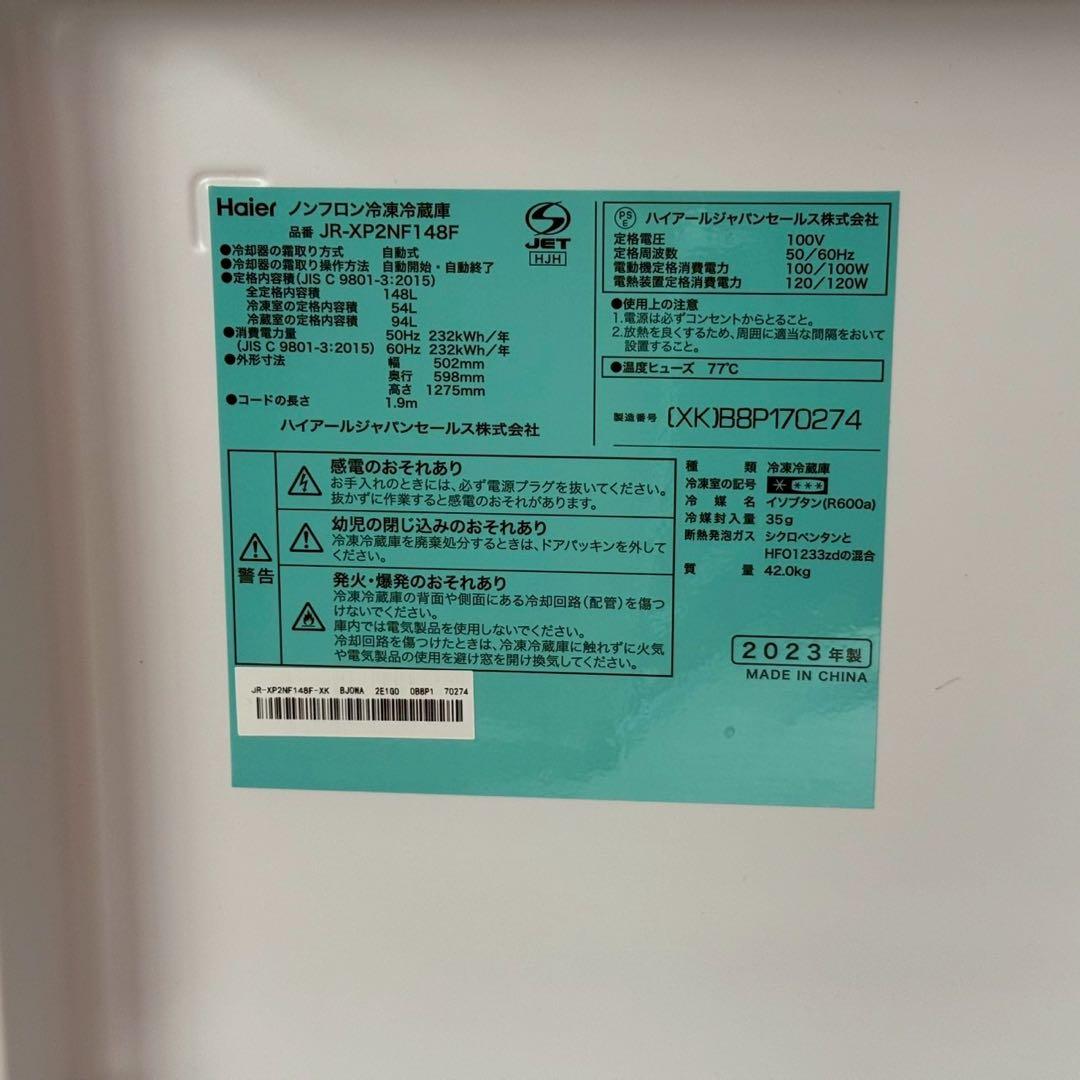 Haier ノンフロン冷凍冷蔵庫
品番 JR-XP2NF148F
●冷却器の霜取り方式 自動式
●冷却器の霜取り操作方法 自動開始・自動終了
●定格内容積(JIS C 9801-3:2015)
全定格内容積 148L
冷凍室の定格内容積 54L
冷蔵室の定格内容積 94L
●消費電力量 50Hz 232kWh/年
(JIS C 9801-3:2015) 60Hz 232kWh/年
●外形寸法 幅 502mm
奥行 598mm
高さ 1275mm
●コードの長さ 1.9m
ハイアールジャパンセールス株式会社
JET
HJH
PSE ハイアールジャパンセールス株式会社
定格電圧 100V
定格周波数 50/60Hz
電動機定格消費電力 100/100W
電熱装置定格消費電力 120/120W
●使用上の注意
1.電源は必ずコンセントからとること。
2.放熱を良くするため、周囲に適当な間隔をおいて
設置すること。
●温度ヒューズ 77℃
製造番号 (XK)B8P170274
警告
感電のおそれあり
お手入れのときには、必ず電源プラグを抜いてください。
抜かずに作業すると感電のおそれがあります。
幼児の閉じ込みのおそれあり
冷凍冷蔵庫を廃棄処分するときは、ドアパッキンを外して
ください。
発火・爆発のおそれあり
冷凍冷蔵庫の背面や側面にある冷却回路(配管)を傷つ
けないでください。
庫内では電気製品を使用しないでください。
冷却回路を傷つけたときは、冷凍冷蔵庫に触れずに火気
や電気製品の使用を避け窓を開け換気してください。
種類 冷凍冷蔵庫
冷凍室の記号 * ***
冷媒名 イソブタン(R600a)
冷媒封入量 35g
断熱発泡ガス シクロペンタンと
HFO1233zdの混合
質量 42.0kg
2023年製
MADE IN CHINA
JR-XP2NF148F-XK BJ0WA 2E1G0 0B8P1 70274